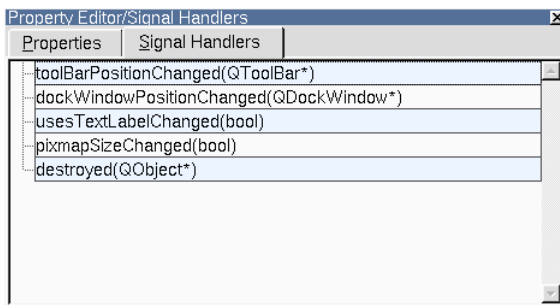 Property Editor/Signal Handlers
Properties Signal Handlers
toolBarPositionChanged(QToolBar*)
dockWindowPositionChanged(QDockWindow*)
usesTextLabelChanged(bool)
pixmapSizeChanged(bool)
destroyed(QObject*)